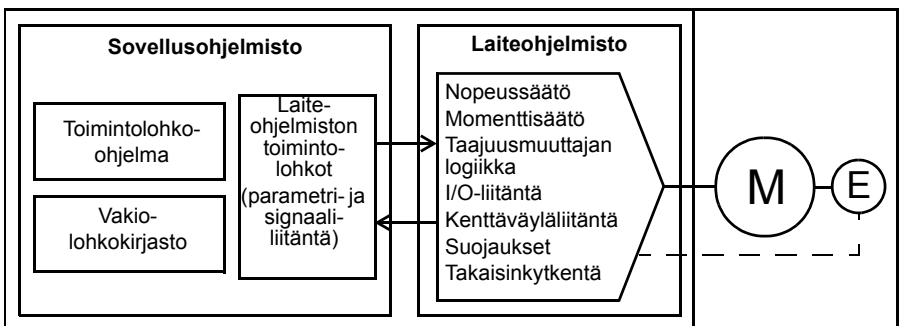 Sovellusohjelmisto
Toimintolohko-
ohjelma
Vakio-
lohkokirjasto
Laite-
ohjelmiston
toiminto-
lohkot
(parametri- ja
signaali-
liitäntä)
Laiteohjelmisto
Nopeussäätö
Momenttisäätö
Taajuusmuuttajan
logiikka
I/O-liitäntä
Kenttäväyläliitäntä
Suojaukset
Takaisinkytkentä
M
E